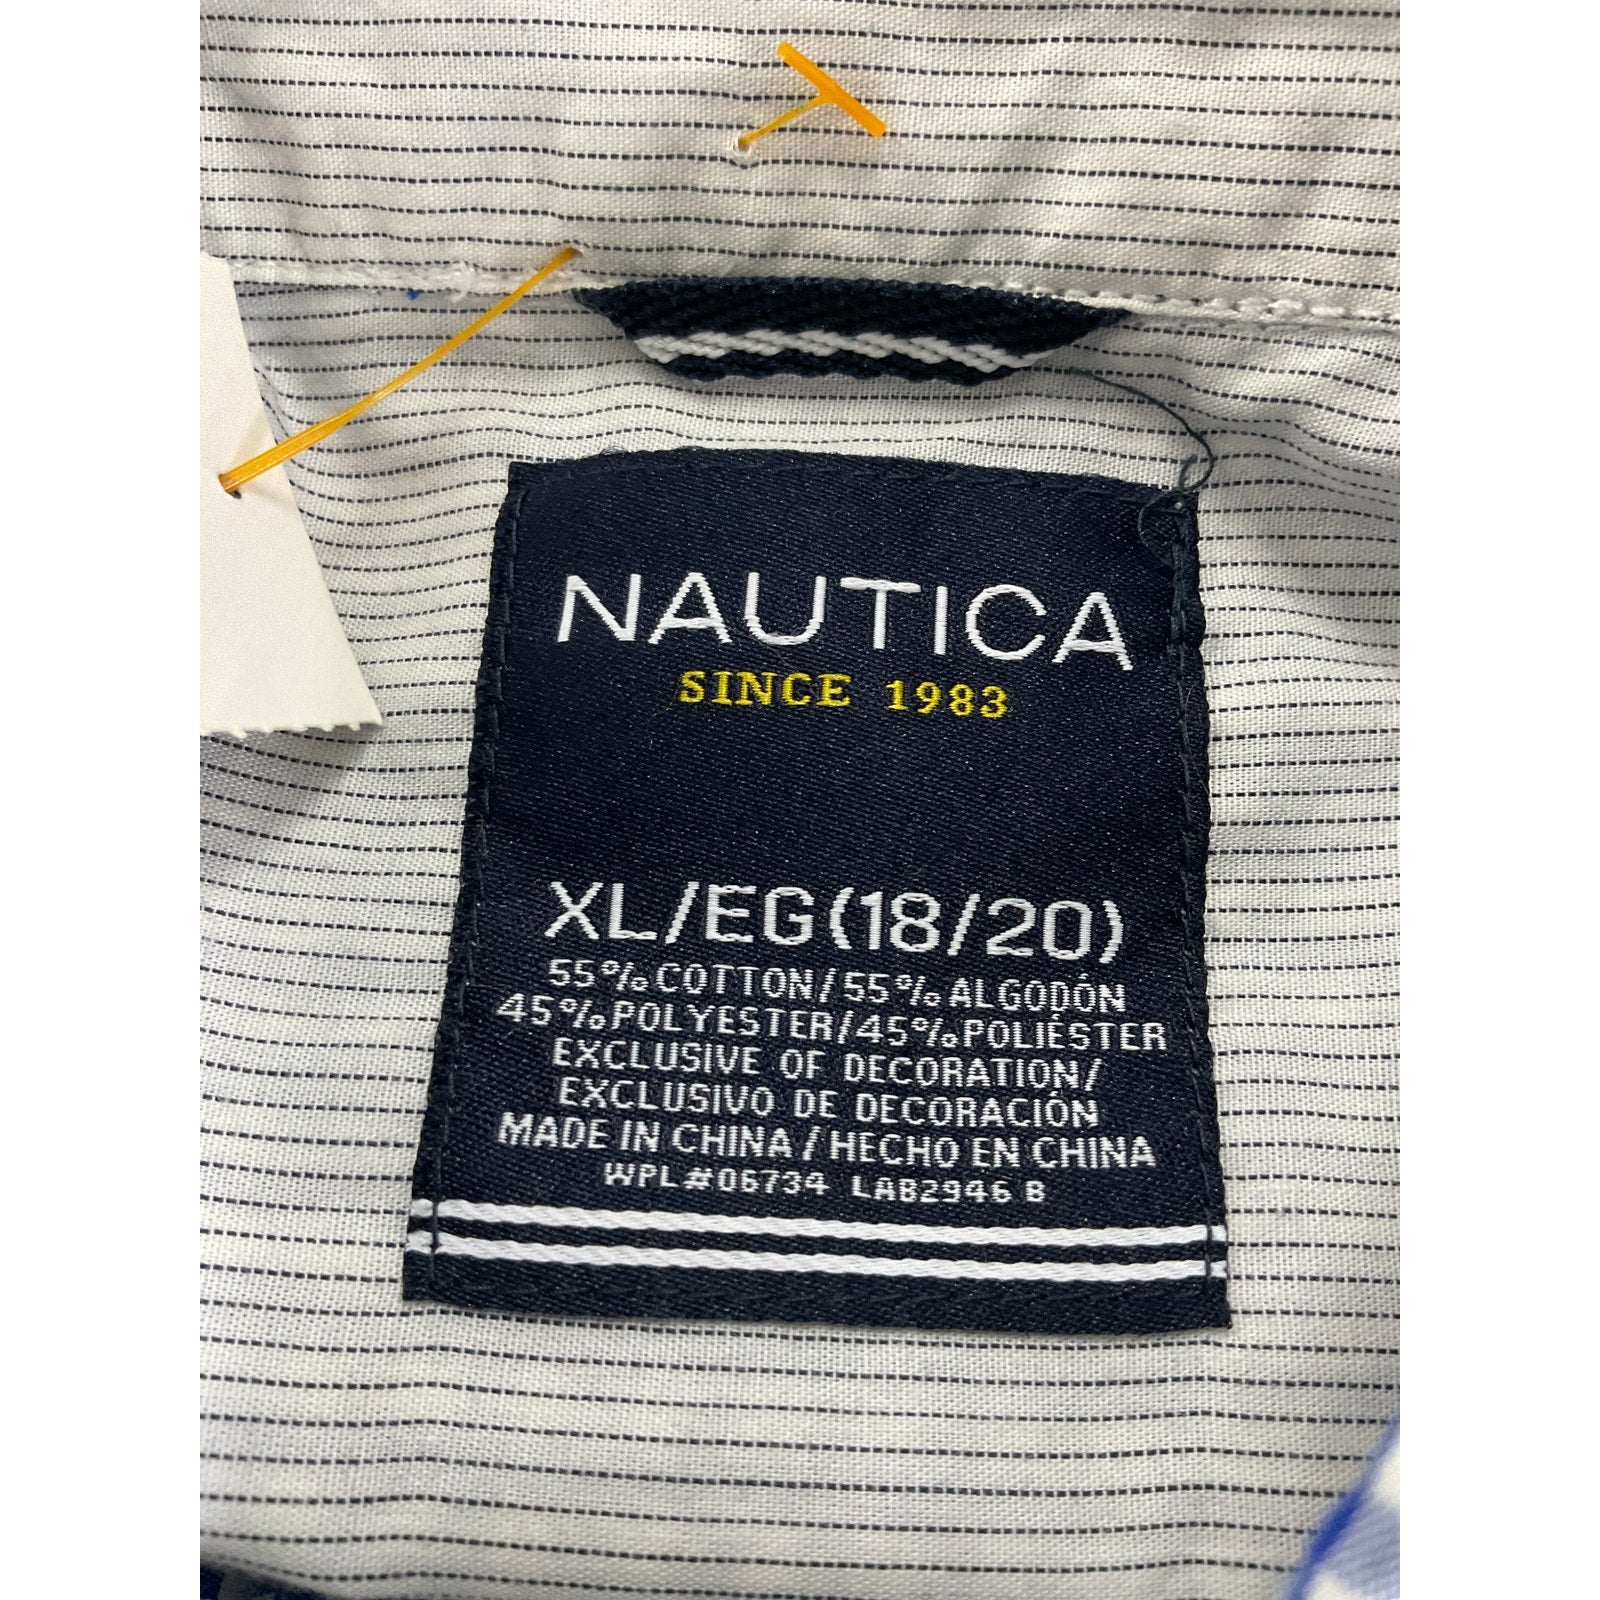 NAUTICA
SINCE 1983
XL/EG(18/20)
55% COTTON/55% ALGODÓN
45% POLYESTER/45% POLIÉSTER
EXCLUSIVE OF DECORATION/
EXCLUSIVO DE DECORACIÓN
MADE IN CHINA/HECHO EN CHINA
WPL#06734 LAB2946 B